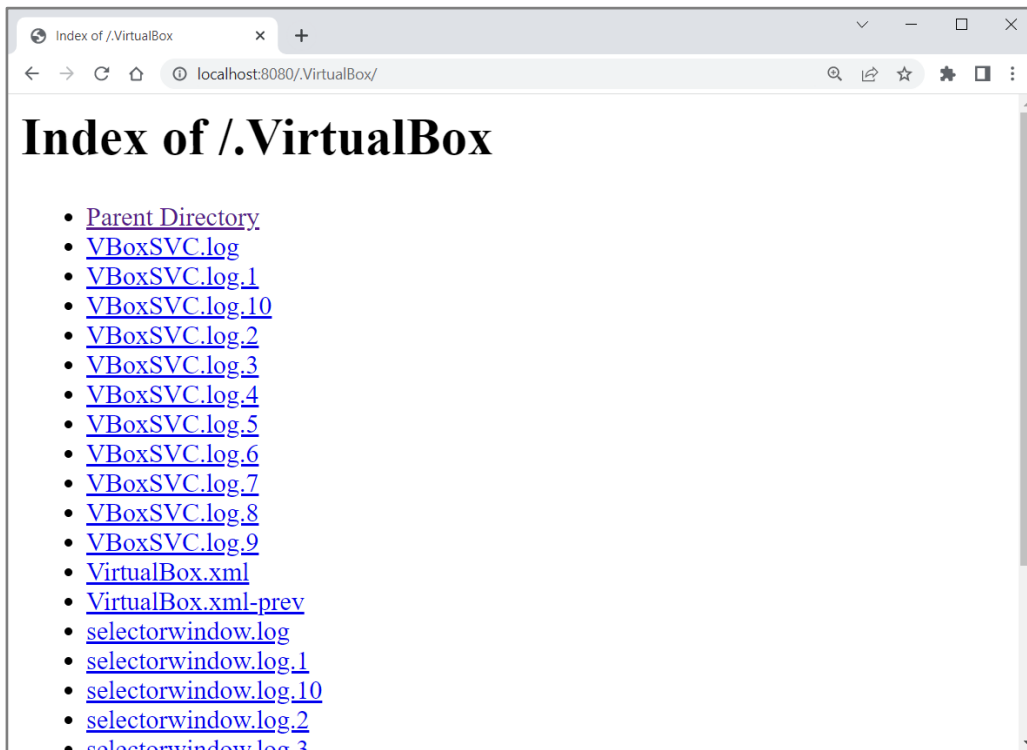 Index of /.VirtualBox
localhost:8080/.VirtualBox/
Index of /.VirtualBox
Parent Directory
VBoxSVC.log
VBoxSVC.log.1
VBoxSVC.log.10
VBoxSVC.log.2
VBoxSVC.log.3
VBoxSVC.log.4
VBoxSVC.log.5
VBoxSVC.log.6
VBoxSVC.log.7
VBoxSVC.log.8
VBoxSVC.log.9
VirtualBox.xml
VirtualBox.xml-prev
selectorwindow.log
selectorwindow.log.1
selectorwindow.log.10
selectorwindow.log.2
selectorwindow.log.3